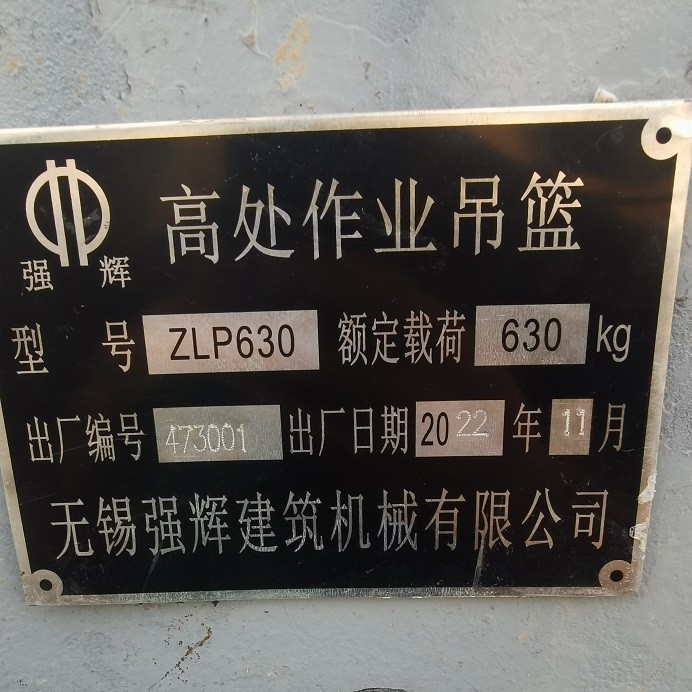 高处作业吊篮
强 辉
型 号 ZLP630 额定载荷 630 kg
出厂编号 473001 出厂日期 2022 年 11 月
无锡强辉建筑机械有限公司